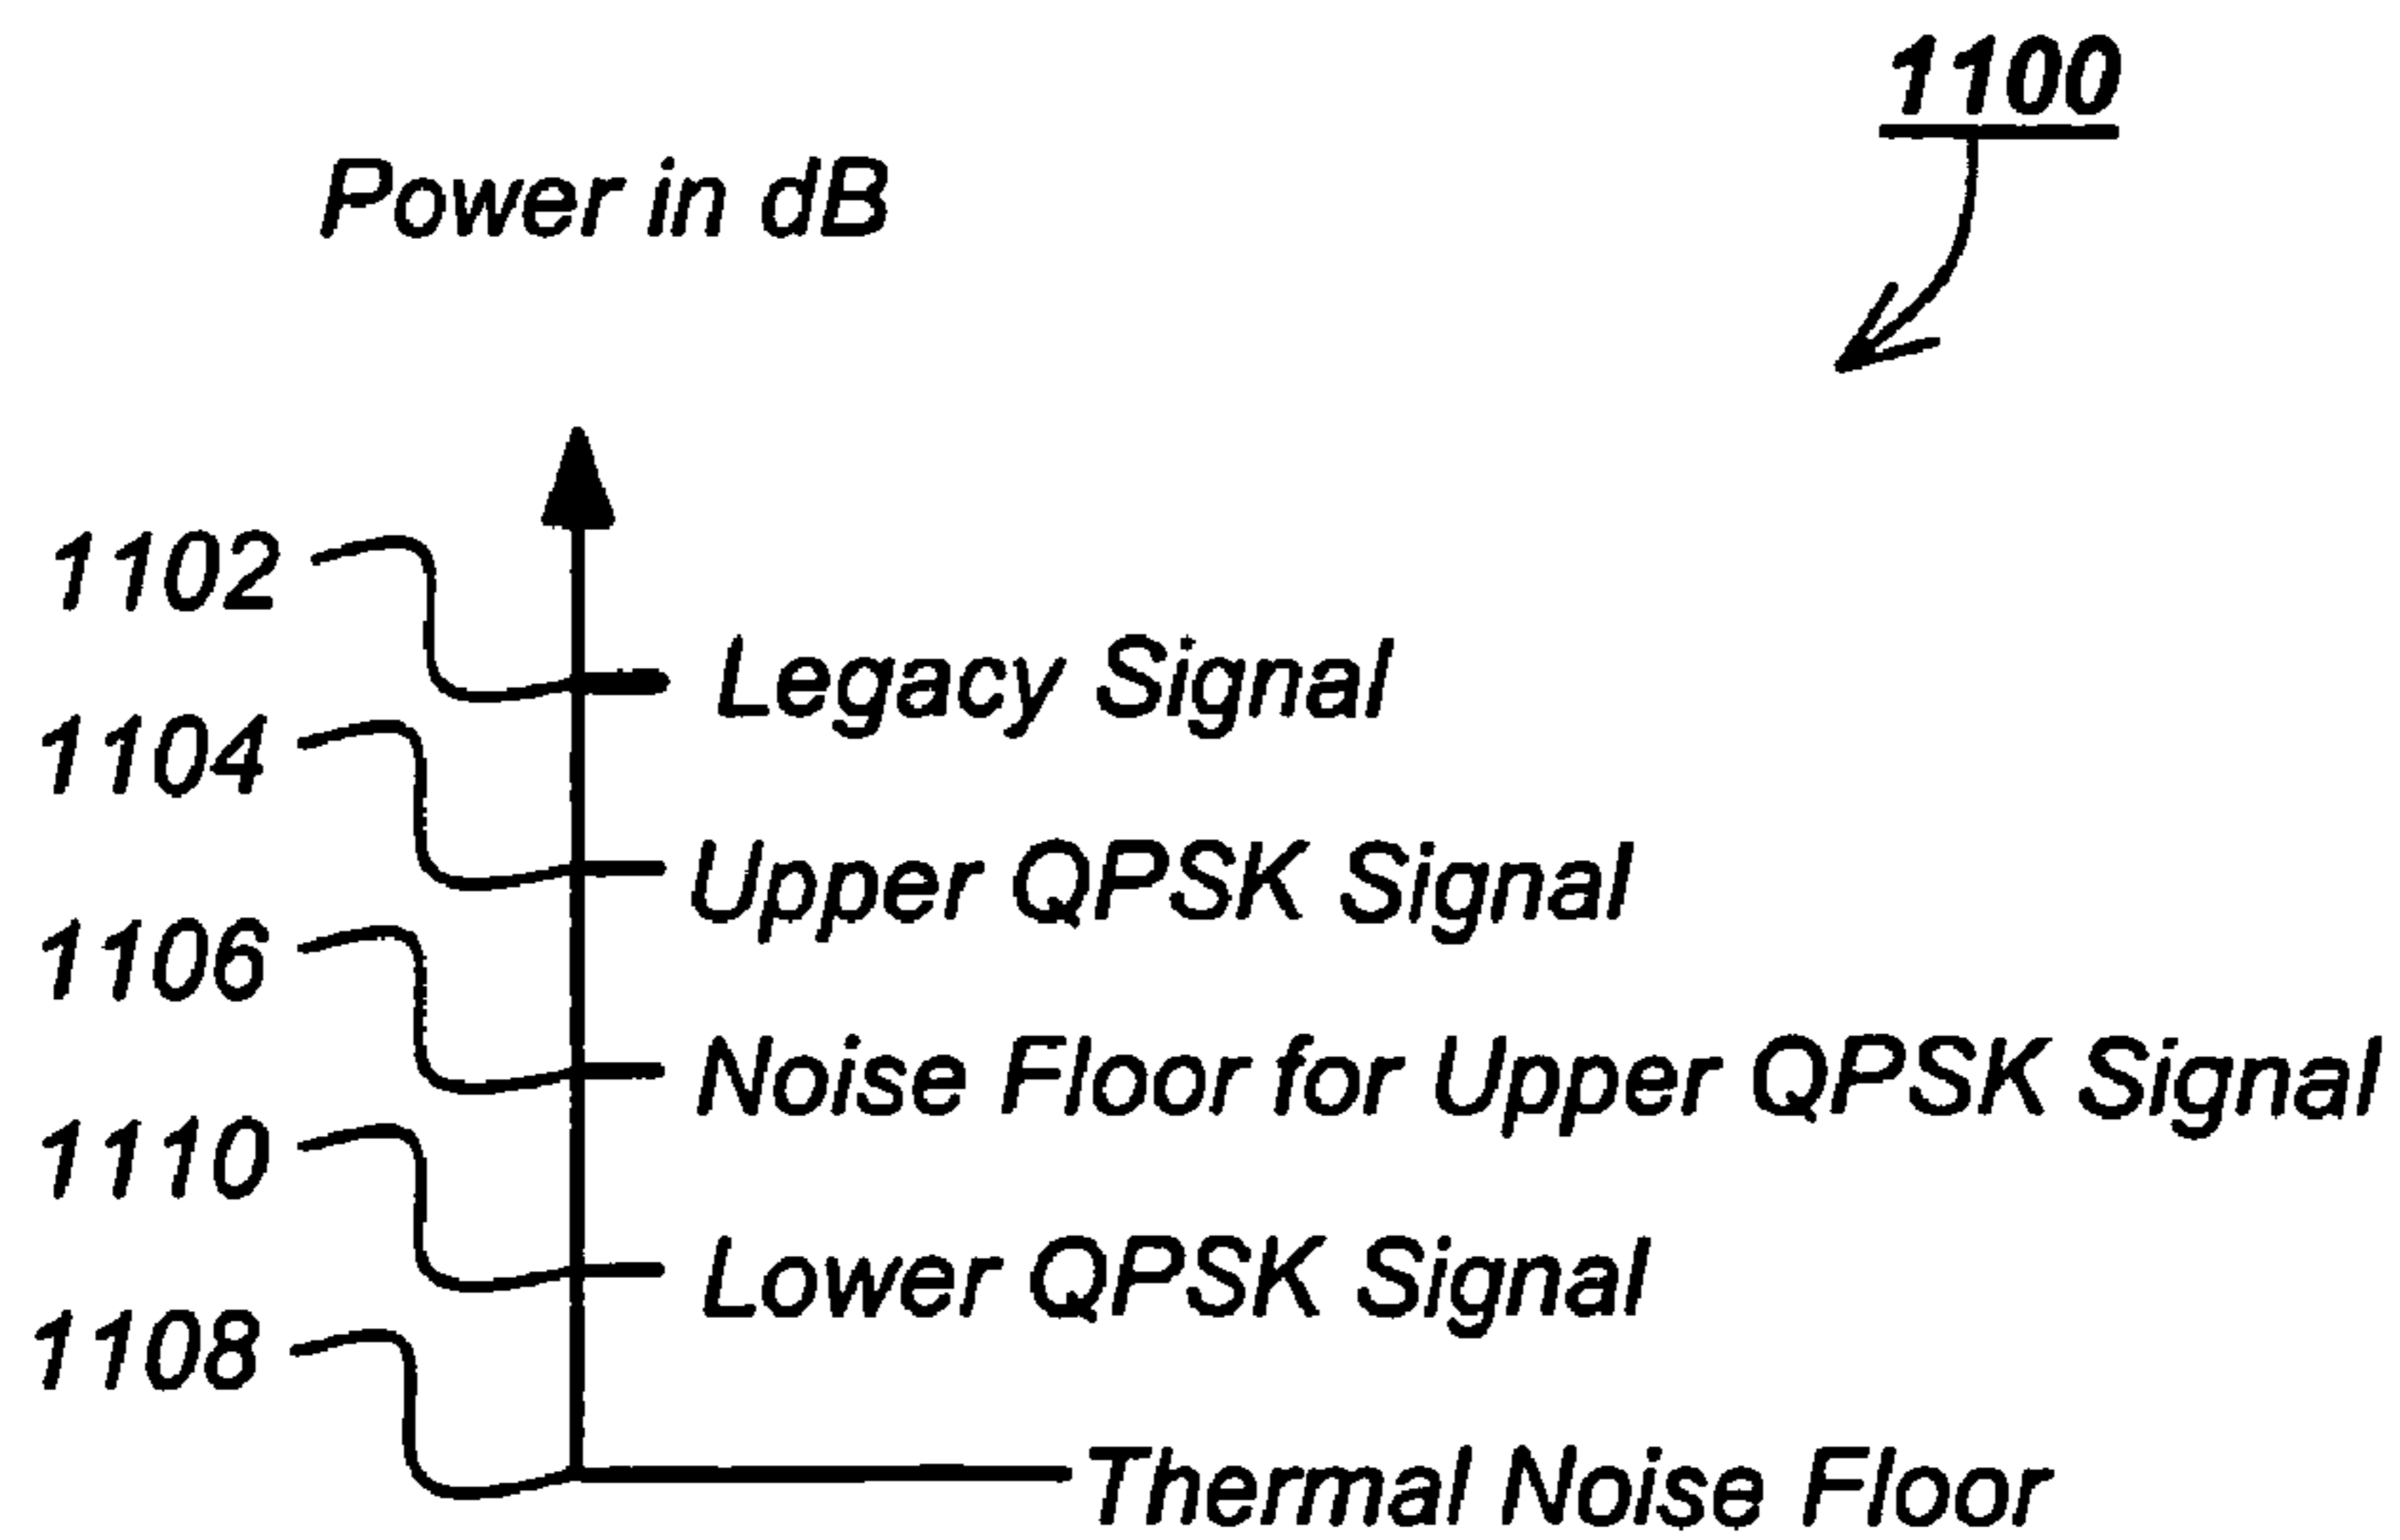 1100
Power in dB
1102
Legacy Signal
1104
Upper QPSK Signal
1106
Noise Floor for Upper QPSK Signal
1110
Lower QPSK Signal
1108
Thermal Noise Floor